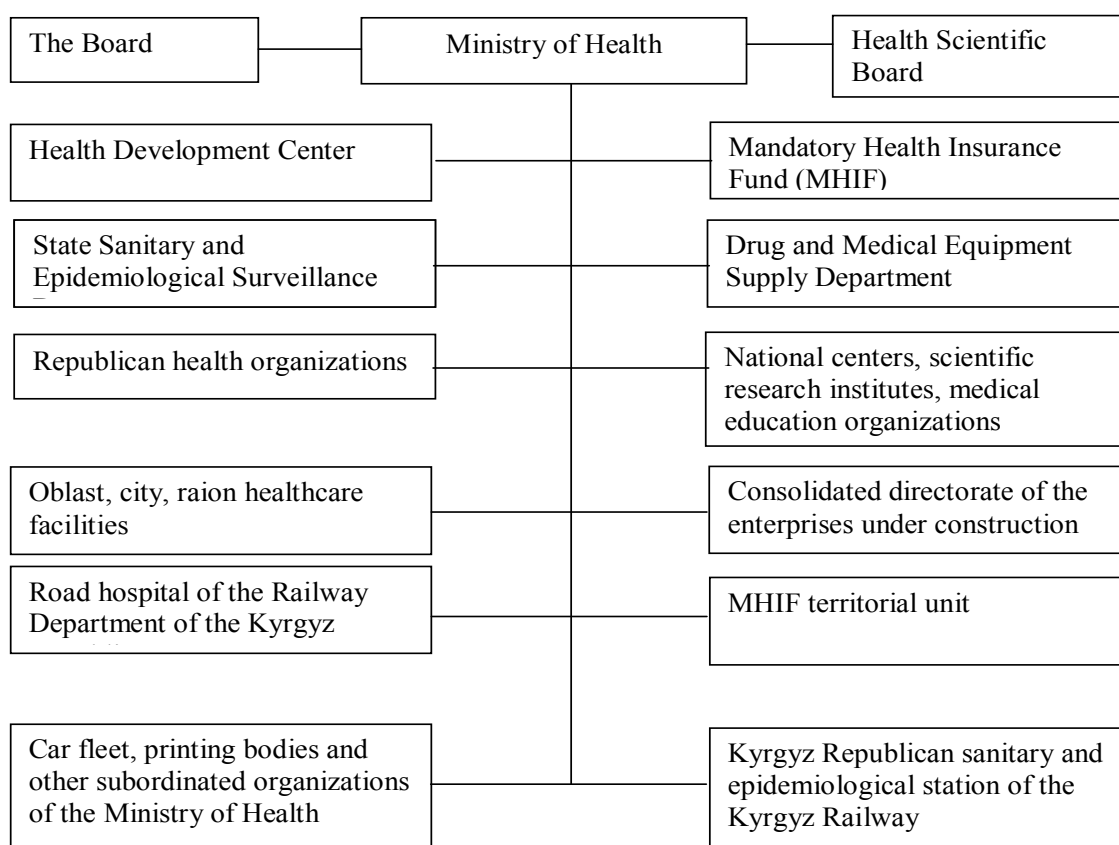 The Board
Ministry of Health
Health Scientific
Board
Health Development Center
Mandatory Health Insurance
Fund (MHIF)
State Sanitary and
Epidemiological Surveillance
Drug and Medical Equipment
Supply Department
Republican health organizations
National centers, scientific
research institutes, medical
education organizations
Oblast, city, raion healthcare
facilities
Consolidated directorate of the
enterprises under construction
Road hospital of the Railway
Department of the Kyrgyz
MHIF territorial unit
Car fleet, printing bodies and
other subordinated organizations
of the Ministry of Health
Kyrgyz Republican sanitary and
epidemiological station of the
Kyrgyz Railway